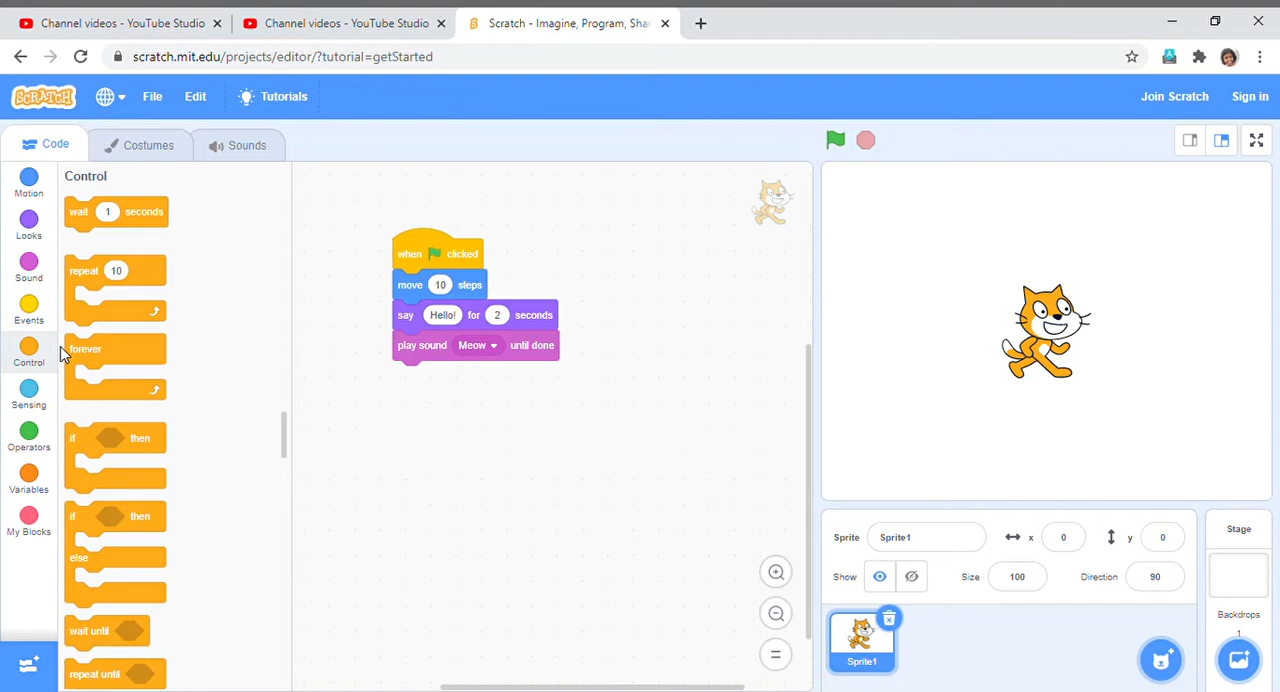 Channel videos - YouTube Studio
Channel videos - YouTube Studio
Scratch - Imagine, Program, Shar
scratch.mit.edu/projects/editor/?tutorial=getStarted
SCRATCH File Edit Tutorials Join Scratch Sign in
Code Costumes Sounds
Motion
Looks
Sound
Events
Control
Sensing
Operators
Variables
My Blocks
Control
wait 1 seconds
repeat 10
forever
if then
if then
else
wait until
repeat until
when clicked
move 10 steps
say Hello! for 2 seconds
play sound Meow until done
Sprite Sprite1 x 0 y 0
Show Size 100 Direction 90
Sprite1
Stage
Backdrops
1